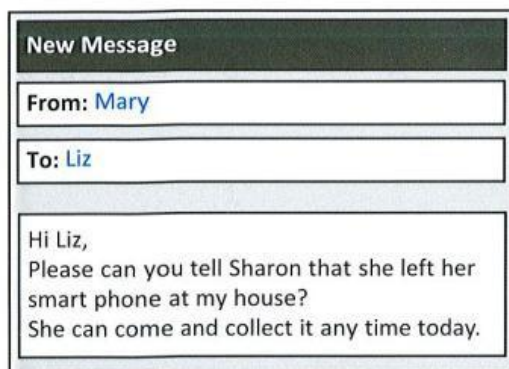 New Message
From: Mary
To: Liz
Hi Liz,
Please can you tell Sharon that she left her
smart phone at my house?
She can come and collect it any time today.